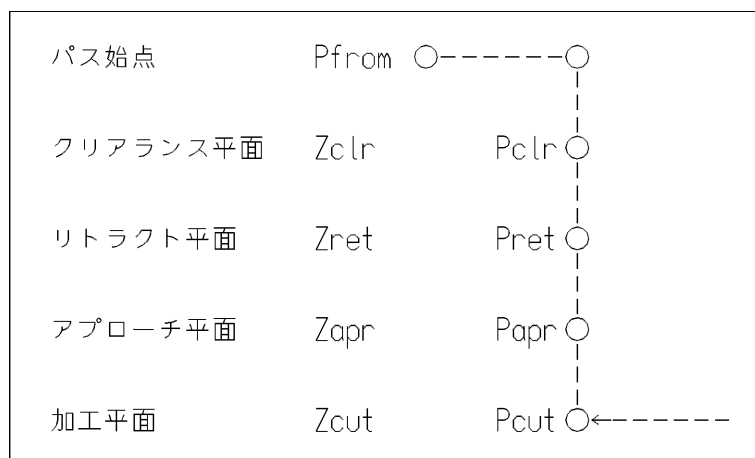 パス始点 Pfrom
クリアランス平面 Zclr Pclr
リトラクト平面 Zret Pret
アプローチ平面 Zapr Papr
加工平面 Zcut Pcut